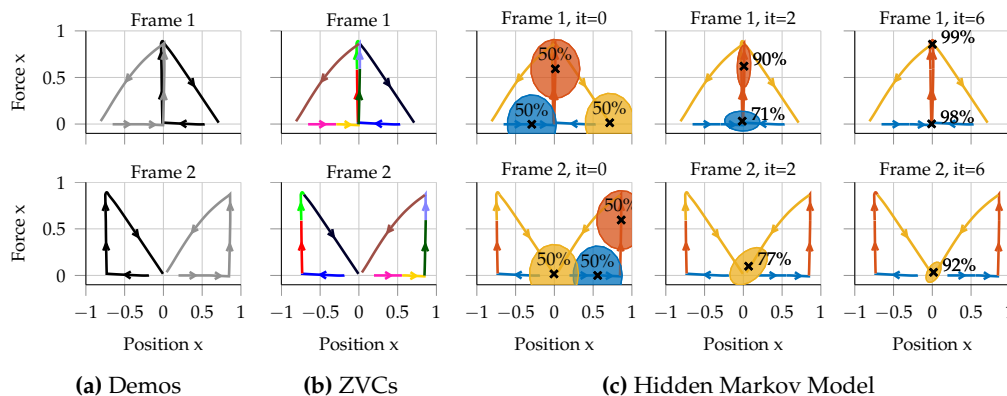 Frame 1
Frame 1
Frame 1, it=0
Frame 1, it=2
Frame 1, it=6
1
0.5
0
Force x
50%
50%
50%
90%
71%
99%
98%
Frame 2
Frame 2
Frame 2, it=0
Frame 2, it=2
Frame 2, it=6
1
0.5
0
Force x
50%
50%
50%
77%
92%
−1 −0.5 0 0.5 1
−1 −0.5 0 0.5 1
−1 −0.5 0 0.5 1
−1 −0.5 0 0.5 1
−1 −0.5 0 0.5 1
Position x
Position x
Position x
Position x
Position x
(a) Demos
(b) ZVCs
(c) Hidden Markov Model